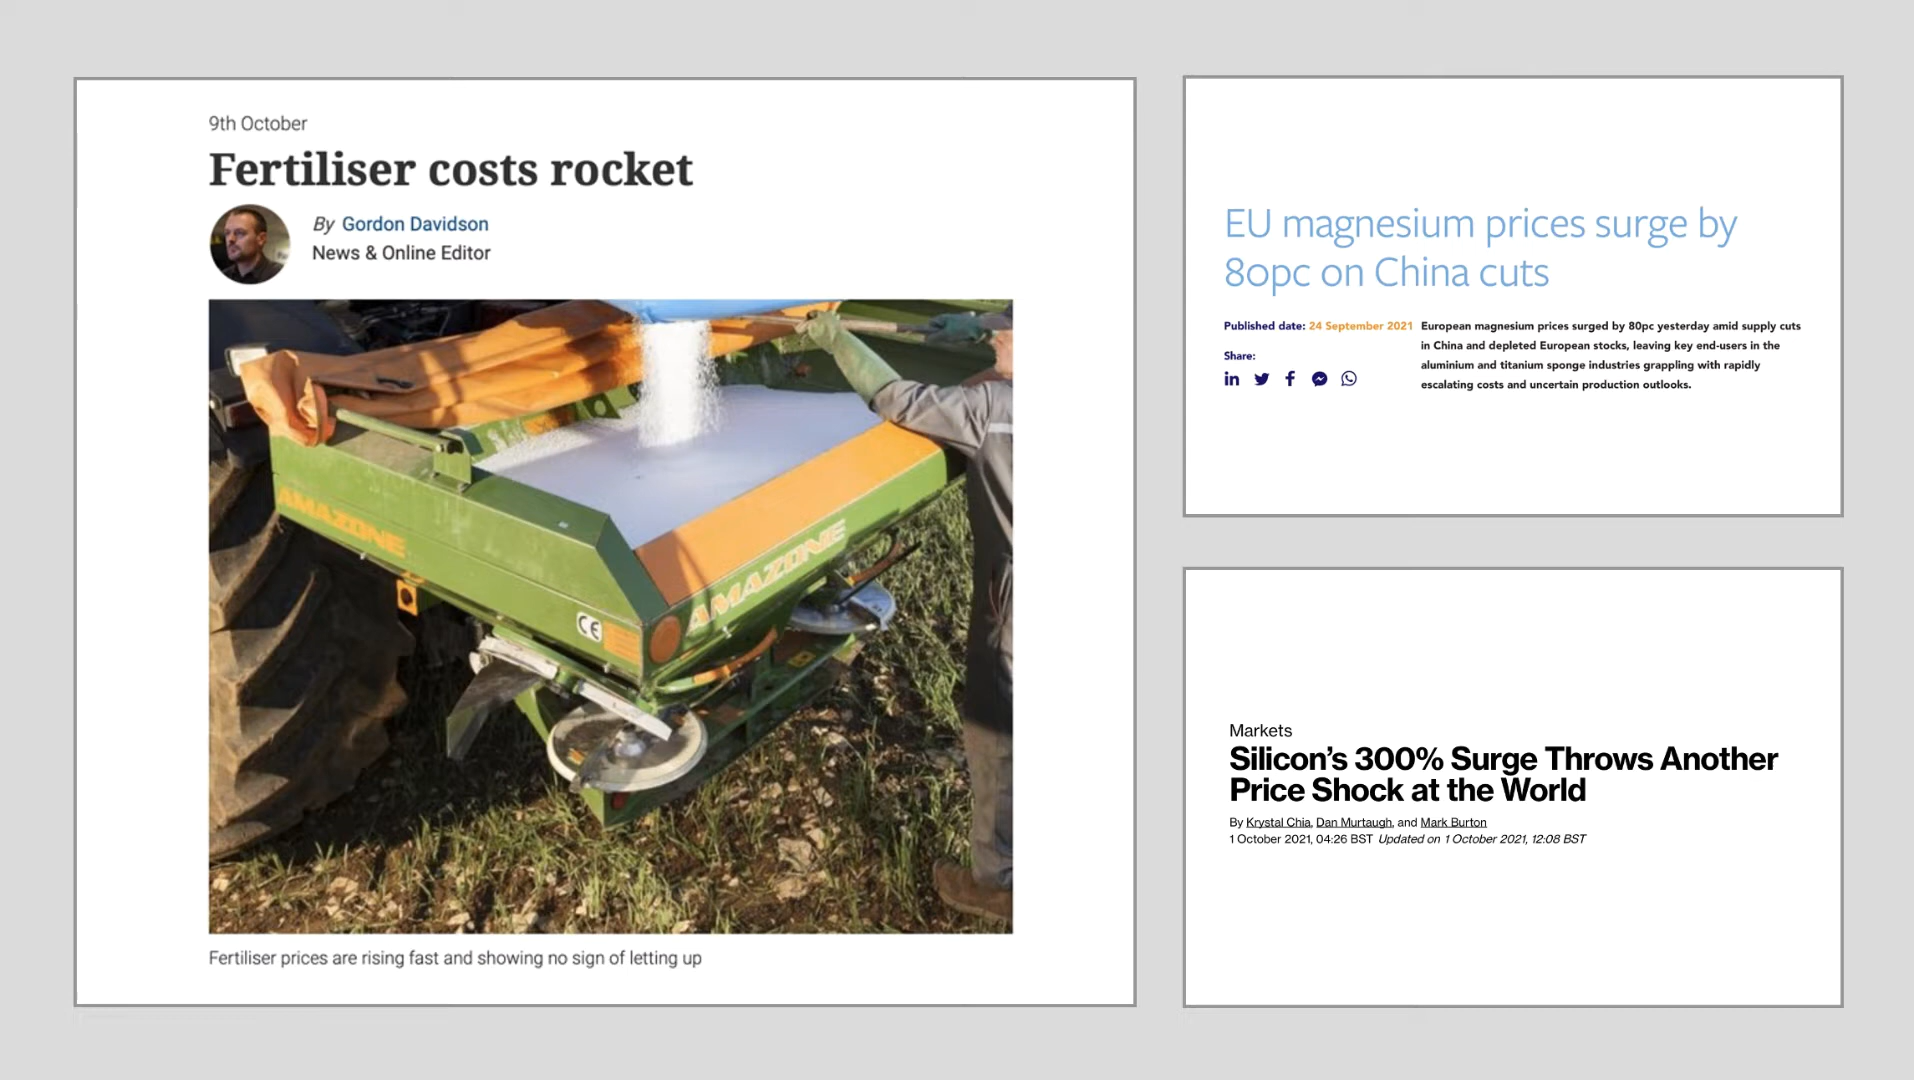 9th October
Fertiliser costs rocket
By Gordon Davidson
News & Online Editor
AMAZONE
AMAZONE
CE
Fertiliser prices are rising fast and showing no sign of letting up
EU magnesium prices surge by
80pc on China cuts
Published date: 24 September 2021
Share:
European magnesium prices surged by 80pc yesterday amid supply cuts
in China and depleted European stocks, leaving key end-users in the
aluminium and titanium sponge industries grappling with rapidly
escalating costs and uncertain production outlooks.
Markets
Silicon's 300% Surge Throws Another
Price Shock at the World
By Krystal Chia, Dan Murtaugh, and Mark Burton
1 October 2021, 04:26 BST Updated on 1 October 2021, 12:08 BST